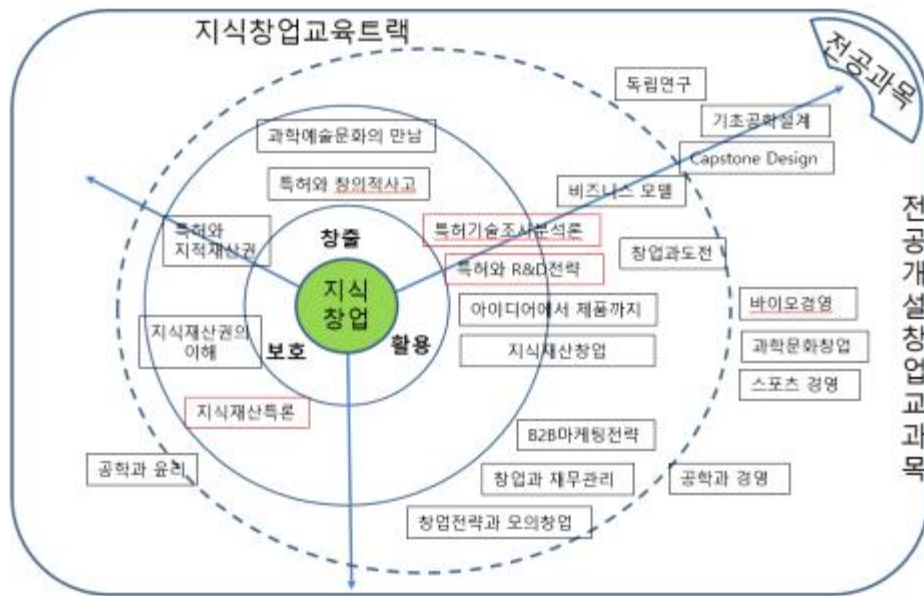 지식창업교육트랙
전공과목
독립연구
기초공학설계
Capstone Design
과학예술문화의 만남
특허와 창의적사고
비즈니스 모델
특허와
지적재산권
창출
특허기술조사분석론
창업과도전
특허와 R&D전략
지식
창업
아이디어에서 제품까지
바이오경영
지식재산권의
이해
보호
활용
지식재산창업
과학문화창업
스포츠 경영
지식재산특론
B2B마케팅전략
공학과 윤리
창업과 재무관리
공학과 경영
창업전략과 모의창업
전공개설창업교과목